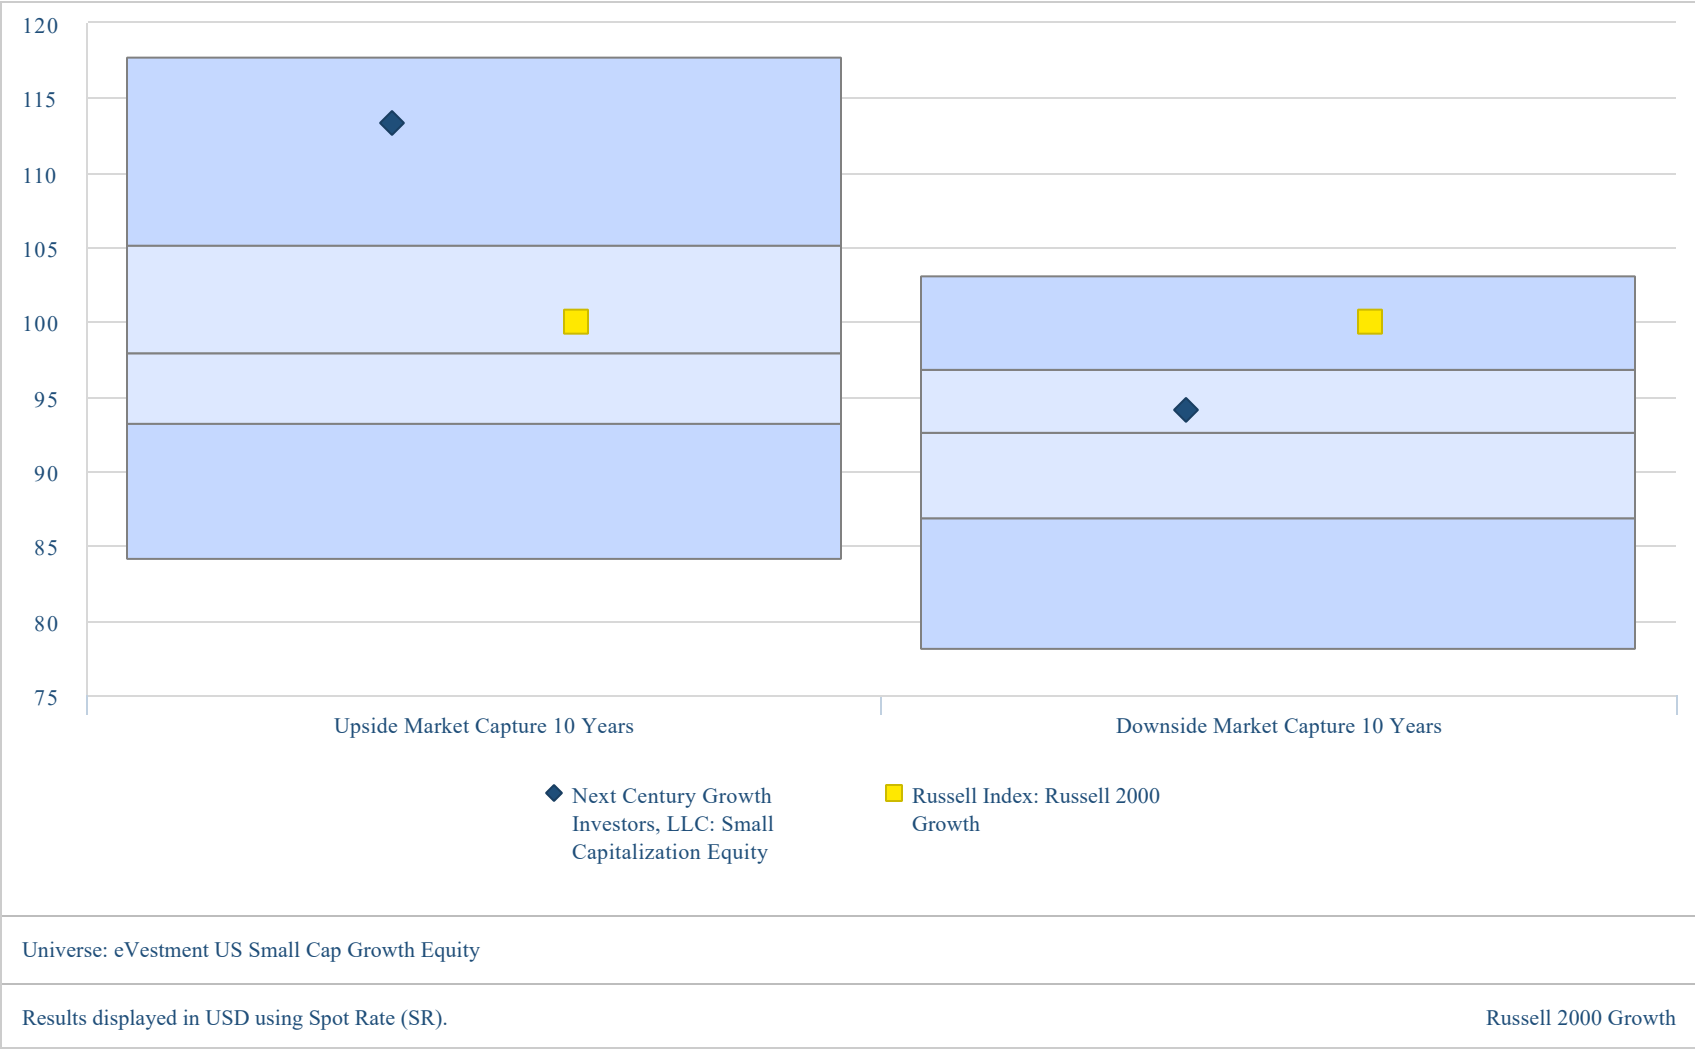 120
115
110
105
100
95
90
85
80
75
Upside Market Capture 10 Years
Downside Market Capture 10 Years
Next Century Growth
Investors, LLC: Small
Capitalization Equity
Russell Index: Russell 2000
Growth
Universe: eVestment US Small Cap Growth Equity
Results displayed in USD using Spot Rate (SR).
Russell 2000 Growth